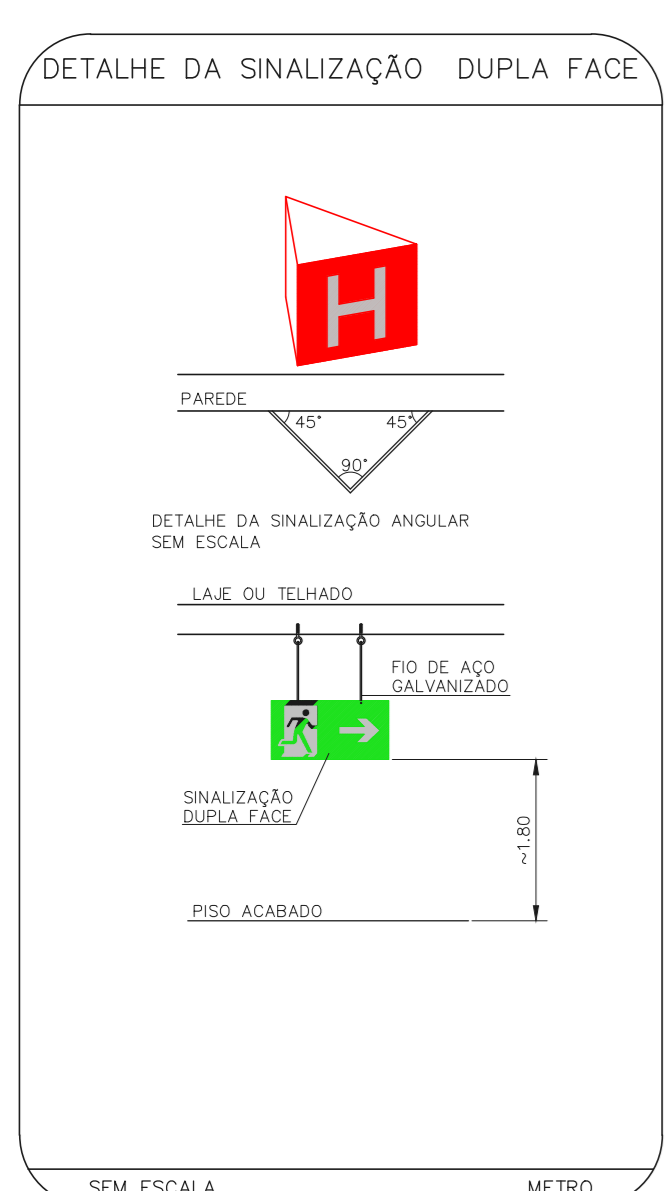 DETALHE DA SINALIZAÇÃO DUPLA FACE
H
PAREDE
45° 45°
90°
DETALHE DA SINALIZAÇÃO ANGULAR
SEM ESCALA
LAJE OU TELHADO
FIO DE AÇO
GALVANIZADO
SINALIZAÇÃO
DUPLA FACE
~1.80
PISO ACABADO
SEM ESCALA METRO